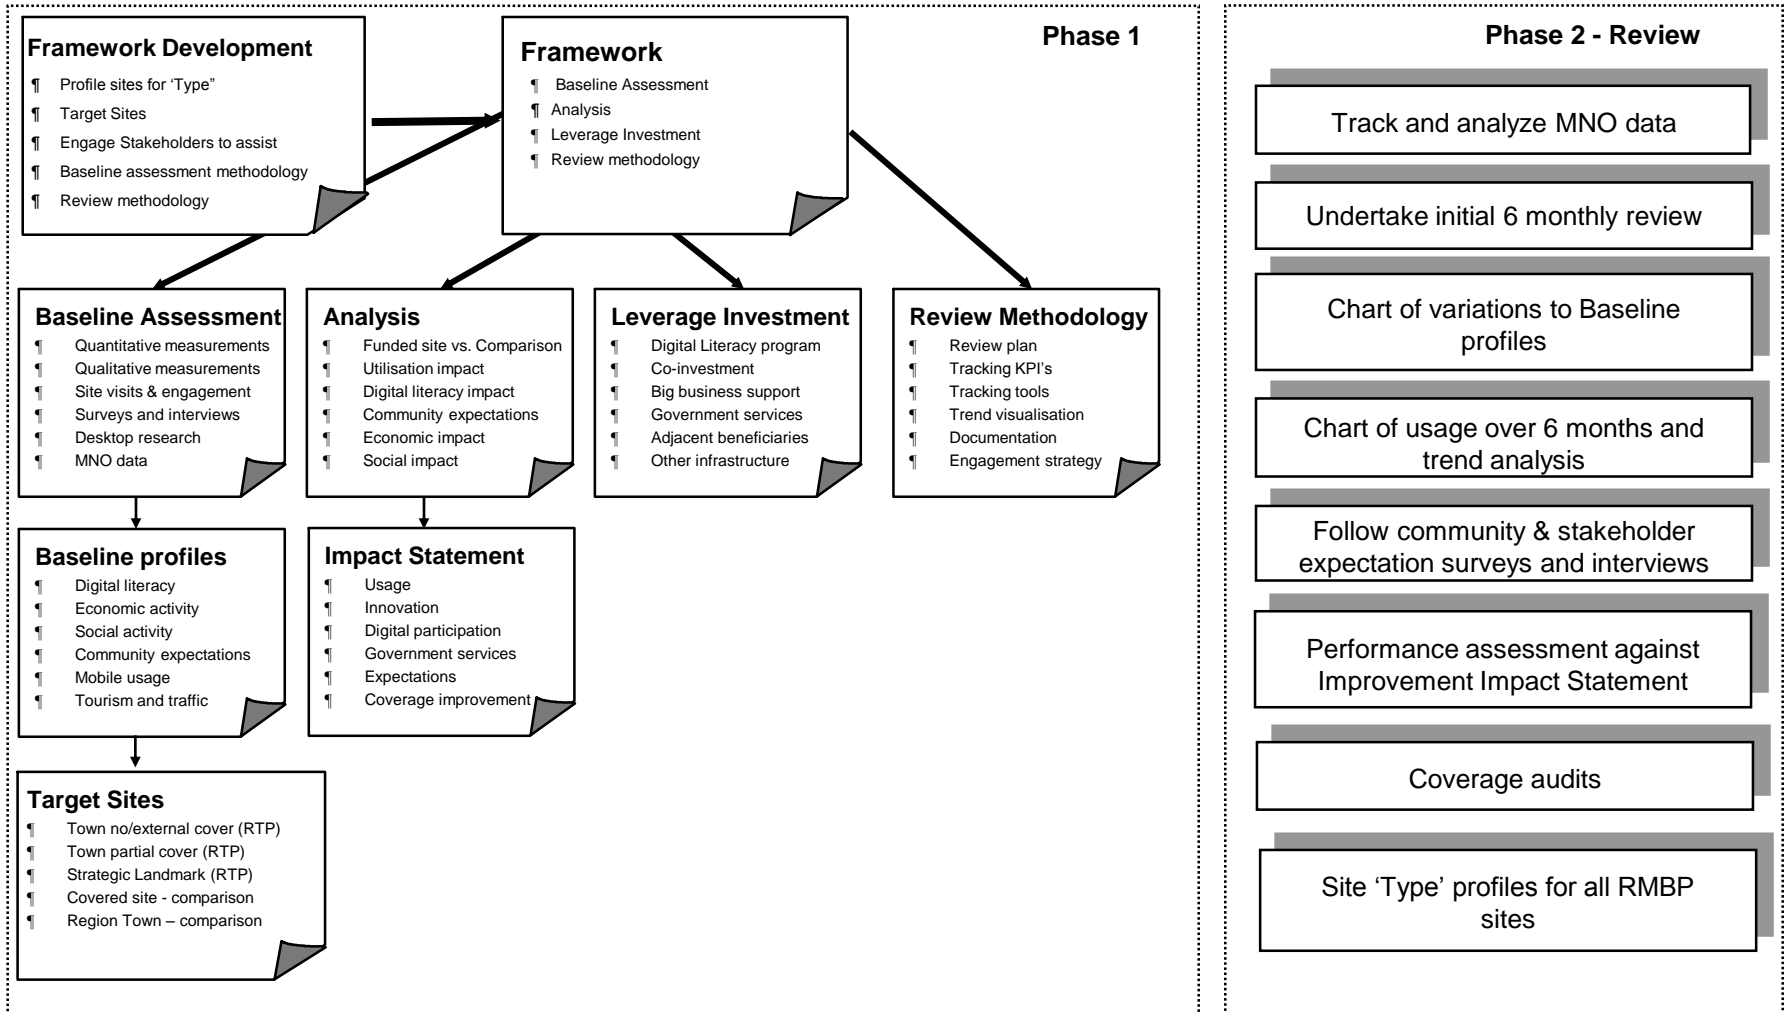 Phase 1
Framework Development
¶ Profile sites for ‘Type”
¶ Target Sites
¶ Engage Stakeholders to assist
¶ Baseline assessment methodology
¶ Review methodology
Framework
¶ Baseline Assessment
¶ Analysis
¶ Leverage Investment
¶ Review methodology
Baseline Assessment
¶ Quantitative measurements
¶ Qualitative measurements
¶ Site visits & engagement
¶ Surveys and interviews
¶ Desktop research
¶ MNO data
Analysis
¶ Funded site vs. Comparison
¶ Utilisation impact
¶ Digital literacy impact
¶ Community expectations
¶ Economic impact
¶ Social impact
Leverage Investment
¶ Digital Literacy program
¶ Co-investment
¶ Big business support
¶ Government services
¶ Adjacent beneficiaries
¶ Other infrastructure
Review Methodology
¶ Review plan
¶ Tracking KPI’s
¶ Tracking tools
¶ Trend visualisation
¶ Documentation
¶ Engagement strategy
Baseline profiles
¶ Digital literacy
¶ Economic activity
¶ Social activity
¶ Community expectations
¶ Mobile usage
¶ Tourism and traffic
Impact Statement
¶ Usage
¶ Innovation
¶ Digital participation
¶ Government services
¶ Expectations
¶ Coverage improvement
Target Sites
¶ Town no/external cover (RTP)
¶ Town partial cover (RTP)
¶ Strategic Landmark (RTP)
¶ Covered site - comparison
¶ Region Town – comparison
Phase 2 - Review
Track and analyze MNO data
Undertake initial 6 monthly review
Chart of variations to Baseline
profiles
Chart of usage over 6 months and
trend analysis
Follow community & stakeholder
expectation surveys and interviews
Performance assessment against
Improvement Impact Statement
Coverage audits
Site ‘Type’ profiles for all RMBP
sites